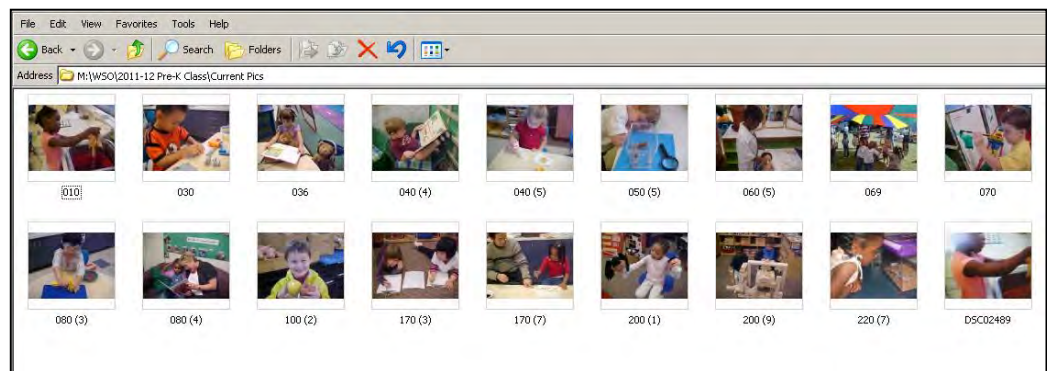 File Edit View Favorites Tools Help
Back Search Folders
Address M:\WSO\2011-12 Pre-K Class\Current Pics
010 030 036 040 (4) 040 (5) 050 (5) 060 (5) 069 070
080 (3) 080 (4) 100 (2) 170 (3) 170 (7) 200 (1) 200 (9) 220 (7) DSC02489